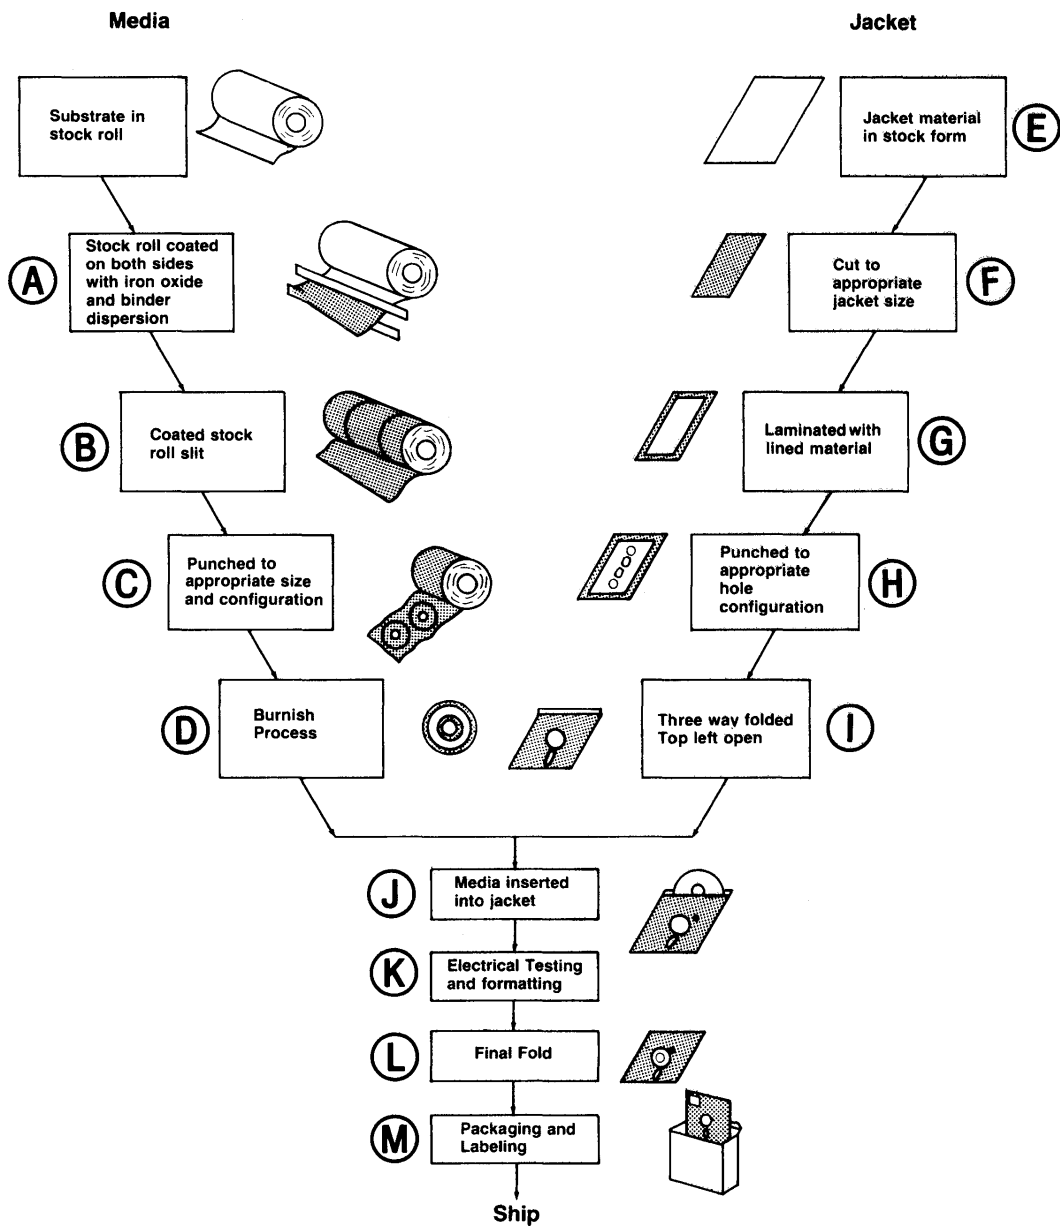 Media
Jacket
Substrate in
stock roll
A
Stock roll coated
on both sides
with iron oxide
and binder
dispersion
B
Coated stock
roll slit
C
Punched to
appropriate size
and configuration
D
Burnish
Process
Jacket material
in stock form
E
Cut to
appropriate
jacket size
F
Laminated with
lined material
G
Punched to
appropriate
hole
configuration
H
Three way folded
Top left open
I
J
Media inserted
into jacket
K
Electrical Testing
and formatting
L
Final Fold
M
Packaging and
Labeling
Ship